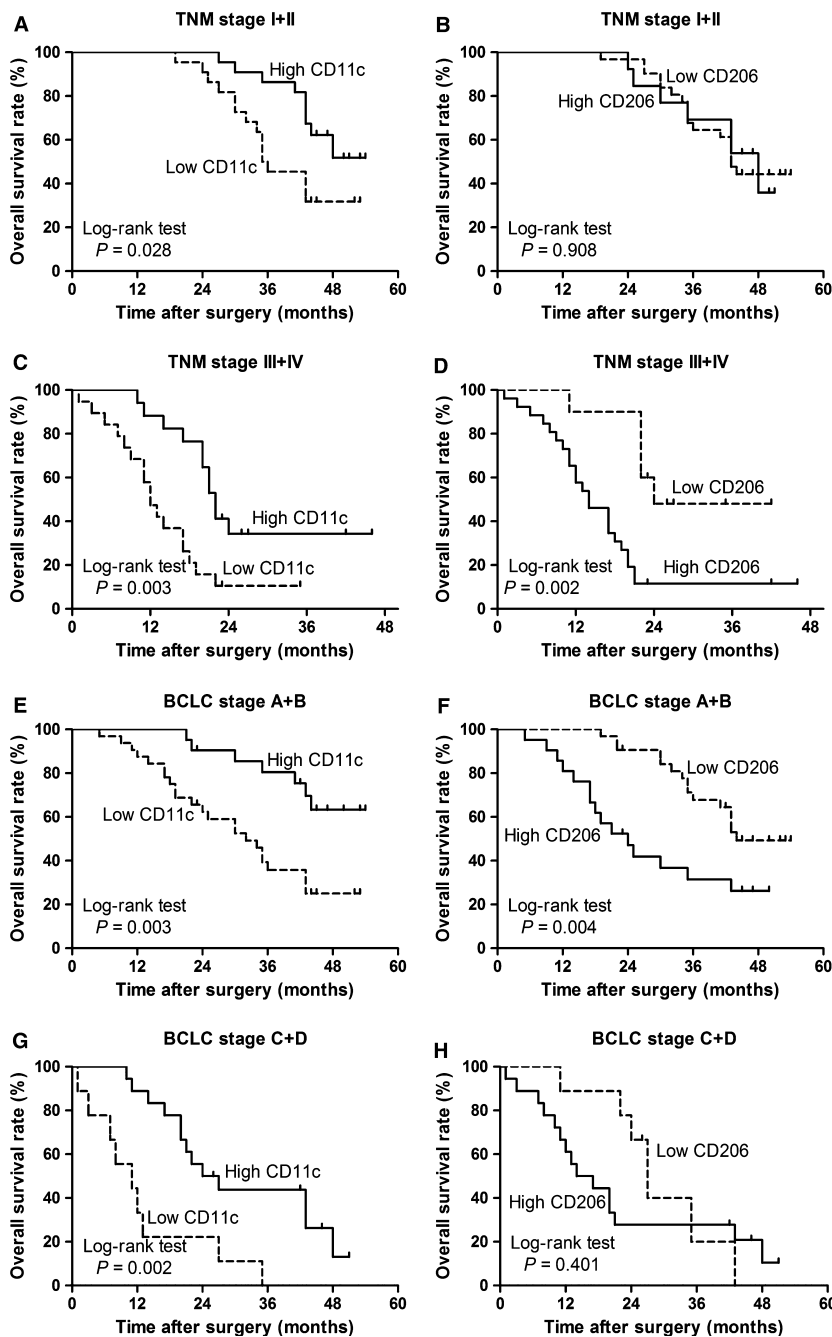 A
TNM stage I+II
Overall survival rate (%)
100
80
60
40
20
0
High CD11c
Low CD11c
Log-rank test
P = 0.028
0 12 24 36 48 60
Time after surgery (months)
B
TNM stage I+II
Overall survival rate (%)
100
80
60
40
20
0
Low CD206
High CD206
Log-rank test
P = 0.908
0 12 24 36 48 60
Time after surgery (months)
C
TNM stage III+IV
Overall survival rate (%)
100
80
60
40
20
0
High CD11c
Low CD11c
Log-rank test
P = 0.003
0 12 24 36 48
Time after surgery (months)
D
TNM stage III+IV
Overall survival rate (%)
100
80
60
40
20
0
Low CD206
High CD206
Log-rank test
P = 0.002
0 12 24 36 48
Time after surgery (months)
E
BCLC stage A+B
Overall survival rate (%)
100
80
60
40
20
0
High CD11c
Low CD11c
Log-rank test
P = 0.003
0 12 24 36 48 60
Time after surgery (months)
F
BCLC stage A+B
Overall survival rate (%)
100
80
60
40
20
0
Low CD206
High CD206
Log-rank test
P = 0.004
0 12 24 36 48 60
Time after surgery (months)
G
BCLC stage C+D
Overall survival rate (%)
100
80
60
40
20
0
High CD11c
Low CD11c
Log-rank test
P = 0.002
0 12 24 36 48 60
Time after surgery (months)
H
BCLC stage C+D
Overall survival rate (%)
100
80
60
40
20
0
Low CD206
High CD206
Log-rank test
P = 0.401
0 12 24 36 48 60
Time after surgery (months)